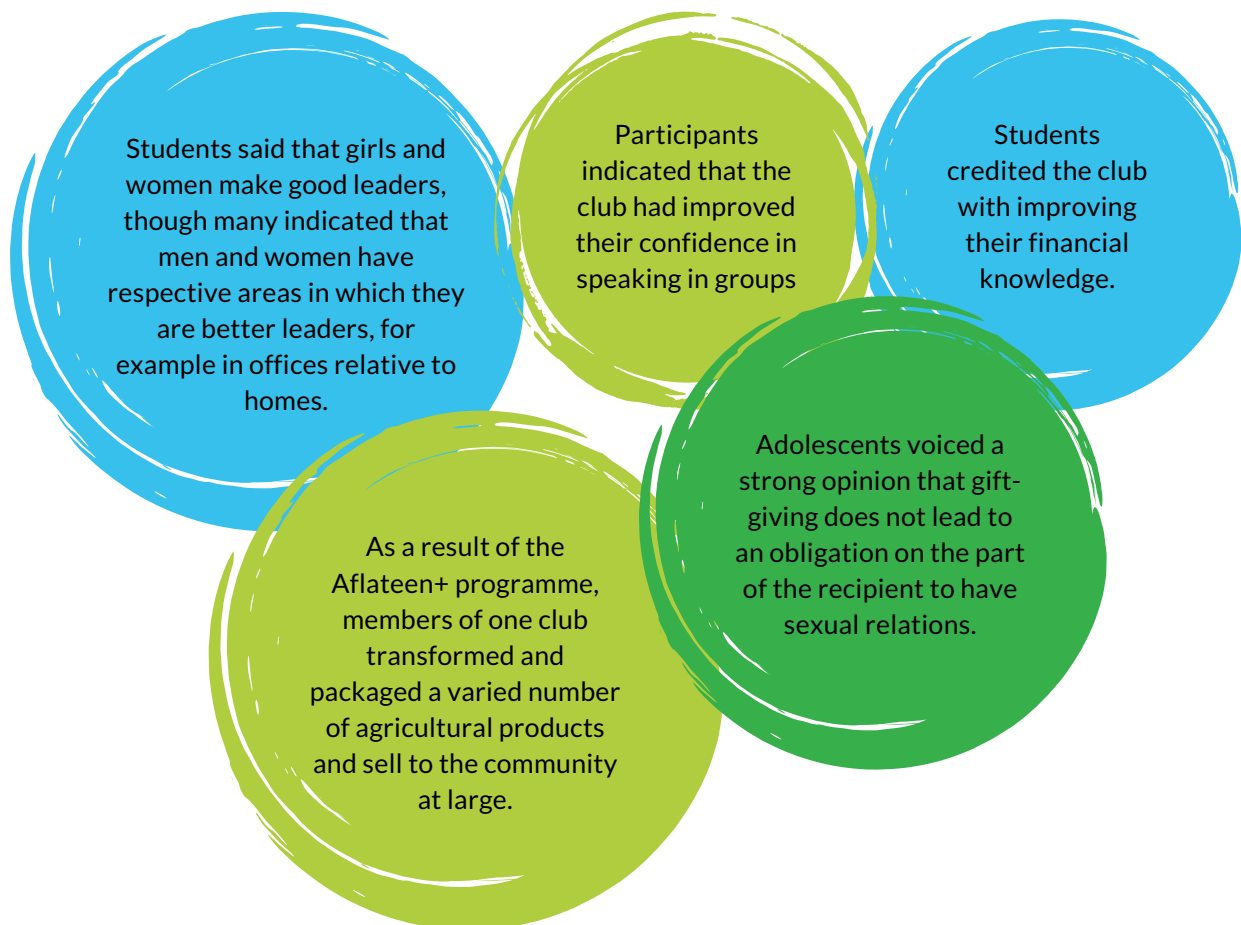 Students said that girls and
women make good leaders,
though many indicated that
men and women have
respective areas in which they
are better leaders, for
example in offices relative to
homes.
Participants
indicated that the
club had improved
their confidence in
speaking in groups
Students
credited the club
with improving
their financial
knowledge.
As a result of the
Aflateen+ programme,
members of one club
transformed and
packaged a varied number
of agricultural products
and sell to the community
at large.
Adolescents voiced a
strong opinion that gift-
giving does not lead to
an obligation on the part
of the recipient to have
sexual relations.